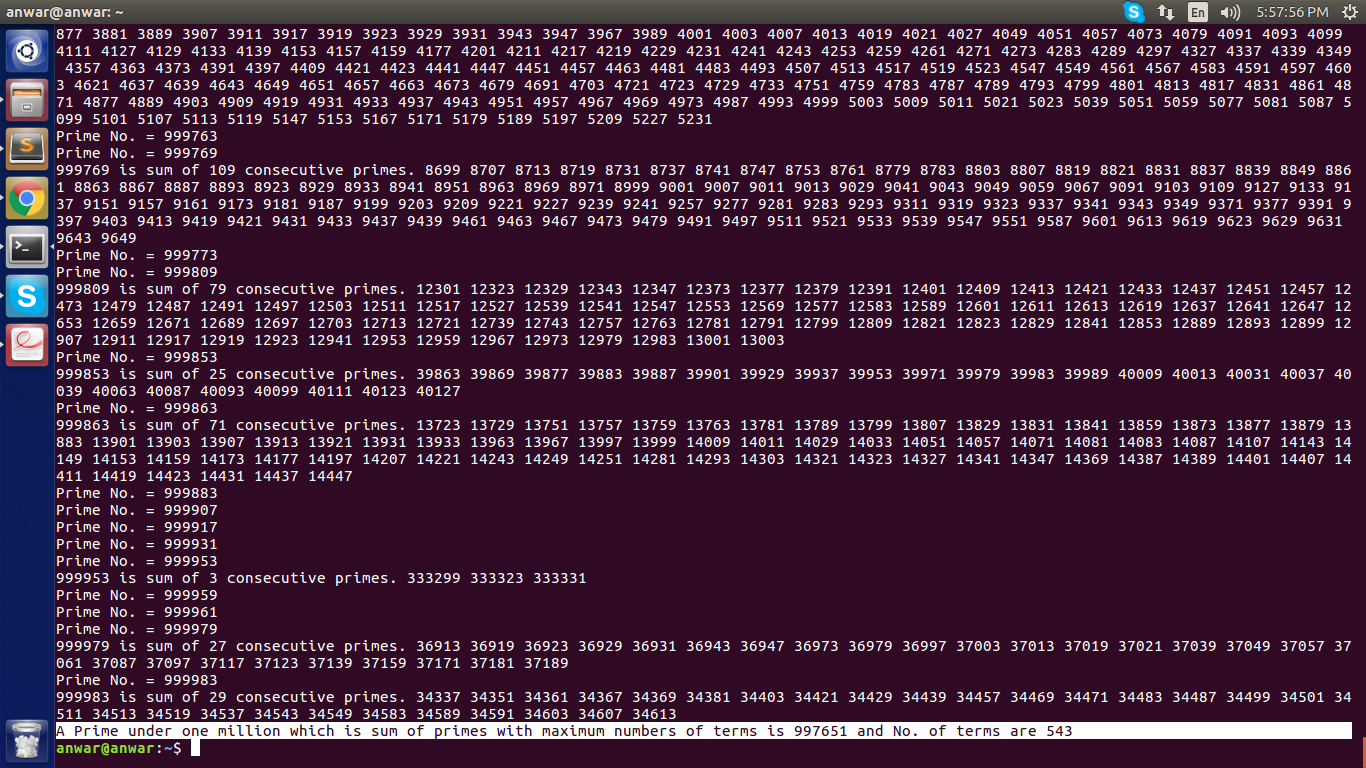 anwar@anwar: ~
En
5:57:56 PM
877 3881 3889 3907 3911 3917 3919 3923 3929 3931 3943 3947 3967 3989 4001 4003 4007 4013 4019 4021 4027 4049 4051 4057 4073 4079 4091 4093 4099
4111 4127 4129 4133 4139 4153 4157 4159 4177 4201 4211 4217 4219 4229 4231 4241 4243 4253 4259 4261 4271 4273 4283 4289 4297 4327 4337 4339 4349
4357 4363 4373 4391 4397 4409 4421 4423 4441 4447 4451 4457 4463 4481 4483 4493 4507 4513 4517 4519 4523 4547 4549 4561 4567 4583 4591 4597 460
3 4621 4637 4639 4643 4649 4651 4657 4663 4673 4679 4691 4703 4721 4723 4729 4733 4751 4759 4783 4787 4789 4793 4799 4801 4813 4817 4831 4861 48
71 4877 4889 4903 4909 4919 4931 4933 4937 4943 4951 4957 4967 4969 4973 4987 4993 4999 5003 5009 5011 5021 5023 5039 5051 5059 5077 5081 5087 5
099 5101 5107 5113 5119 5147 5153 5167 5171 5179 5189 5197 5209 5227 5231
Prime No. = 999763
Prime No. = 999769
999769 is sum of 109 consecutive primes. 8699 8707 8713 8719 8731 8737 8741 8747 8753 8761 8779 8783 8803 8807 8819 8821 8831 8837 8839 8849 886
1 8863 8867 8887 8893 8923 8929 8933 8941 8951 8963 8969 8971 8999 9001 9007 9011 9013 9029 9041 9043 9049 9059 9067 9091 9103 9109 9127 9133 91
37 9151 9157 9161 9173 9181 9187 9199 9203 9209 9221 9227 9239 9241 9257 9277 9281 9283 9293 9311 9319 9323 9337 9341 9343 9349 9371 9377 9391 9
397 9403 9413 9419 9421 9431 9433 9437 9439 9461 9463 9467 9473 9479 9491 9497 9511 9521 9533 9539 9547 9551 9587 9601 9613 9619 9623 9629 9631
9643 9649
Prime No. = 999773
Prime No. = 999809
999809 is sum of 79 consecutive primes. 12301 12323 12329 12343 12347 12373 12377 12379 12391 12401 12409 12413 12421 12433 12437 12451 12457 12
473 12479 12487 12491 12497 12503 12511 12517 12527 12539 12541 12547 12553 12569 12577 12583 12589 12601 12611 12613 12619 12637 12641 12647 12
653 12659 12671 12689 12697 12703 12713 12721 12739 12743 12757 12763 12781 12791 12799 12809 12821 12823 12829 12841 12853 12889 12893 12899 12
907 12911 12917 12919 12923 12941 12953 12959 12967 12973 12979 12983 13001 13003
Prime No. = 999853
999853 is sum of 25 consecutive primes. 39863 39869 39877 39883 39887 39901 39929 39937 39953 39971 39979 39983 39989 40009 40013 40031 40037 40
039 40063 40087 40093 40099 40111 40123 40127
Prime No. = 999863
999863 is sum of 71 consecutive primes. 13723 13729 13751 13757 13759 13763 13781 13789 13799 13807 13829 13831 13841 13859 13873 13877 13879 13
883 13901 13903 13907 13913 13921 13931 13933 13963 13967 13997 13999 14009 14011 14029 14033 14051 14057 14071 14081 14083 14087 14107 14143 14
149 14153 14159 14173 14177 14197 14207 14221 14243 14249 14251 14281 14293 14303 14321 14323 14327 14341 14347 14369 14387 14389 14401 14407 14
411 14419 14423 14431 14437 14447
Prime No. = 999883
Prime No. = 999907
Prime No. = 999917
Prime No. = 999931
Prime No. = 999953
999953 is sum of 3 consecutive primes. 333299 333323 333331
Prime No. = 999959
Prime No. = 999961
Prime No. = 999979
999979 is sum of 27 consecutive primes. 36913 36919 36923 36929 36931 36943 36947 36973 36979 36997 37003 37013 37019 37021 37039 37049 37057 37
061 37087 37097 37117 37123 37139 37159 37171 37181 37189
Prime No. = 999983
999983 is sum of 29 consecutive primes. 34337 34351 34361 34367 34369 34381 34403 34421 34429 34439 34457 34469 34471 34483 34487 34499 34501 34
511 34513 34519 34537 34543 34549 34583 34589 34591 34603 34607 34613
A Prime under one million which is sum of primes with maximum numbers of terms is 997651 and No. of terms are 543
anwar@anwar:~$